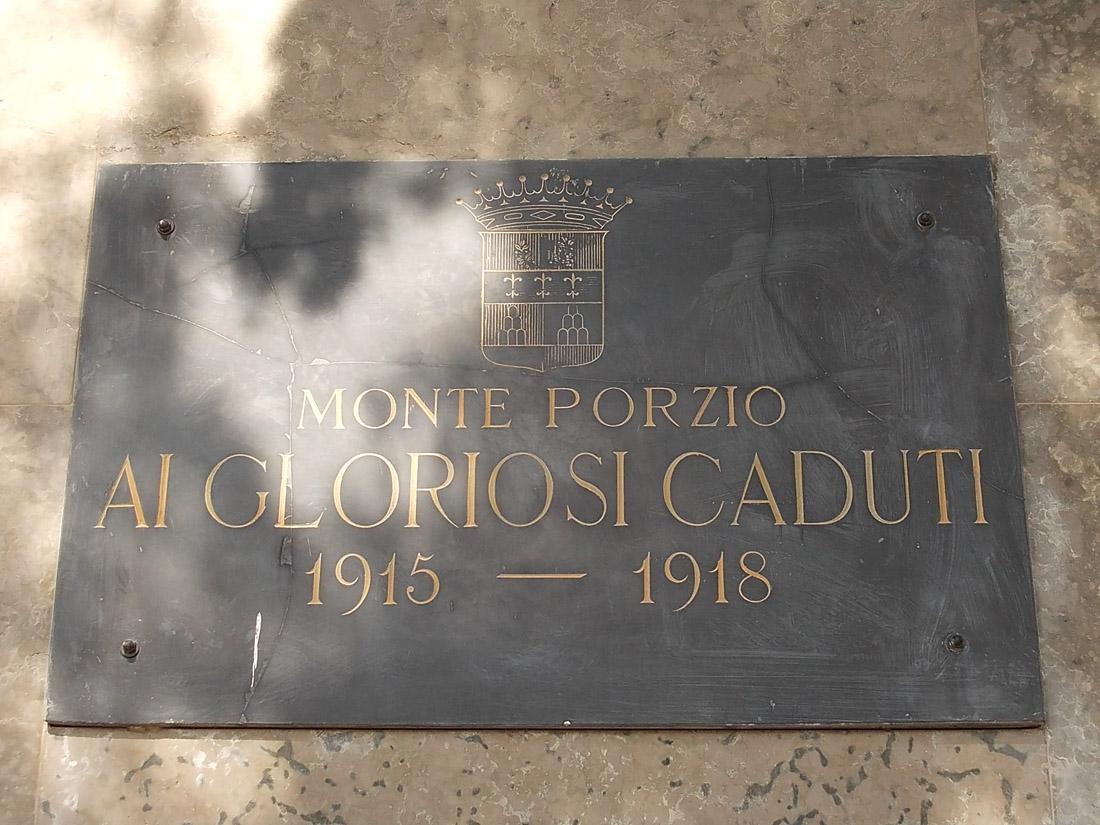 MONTE PORZIO
AI GLORIOSI CADUTI
1915 — 1918